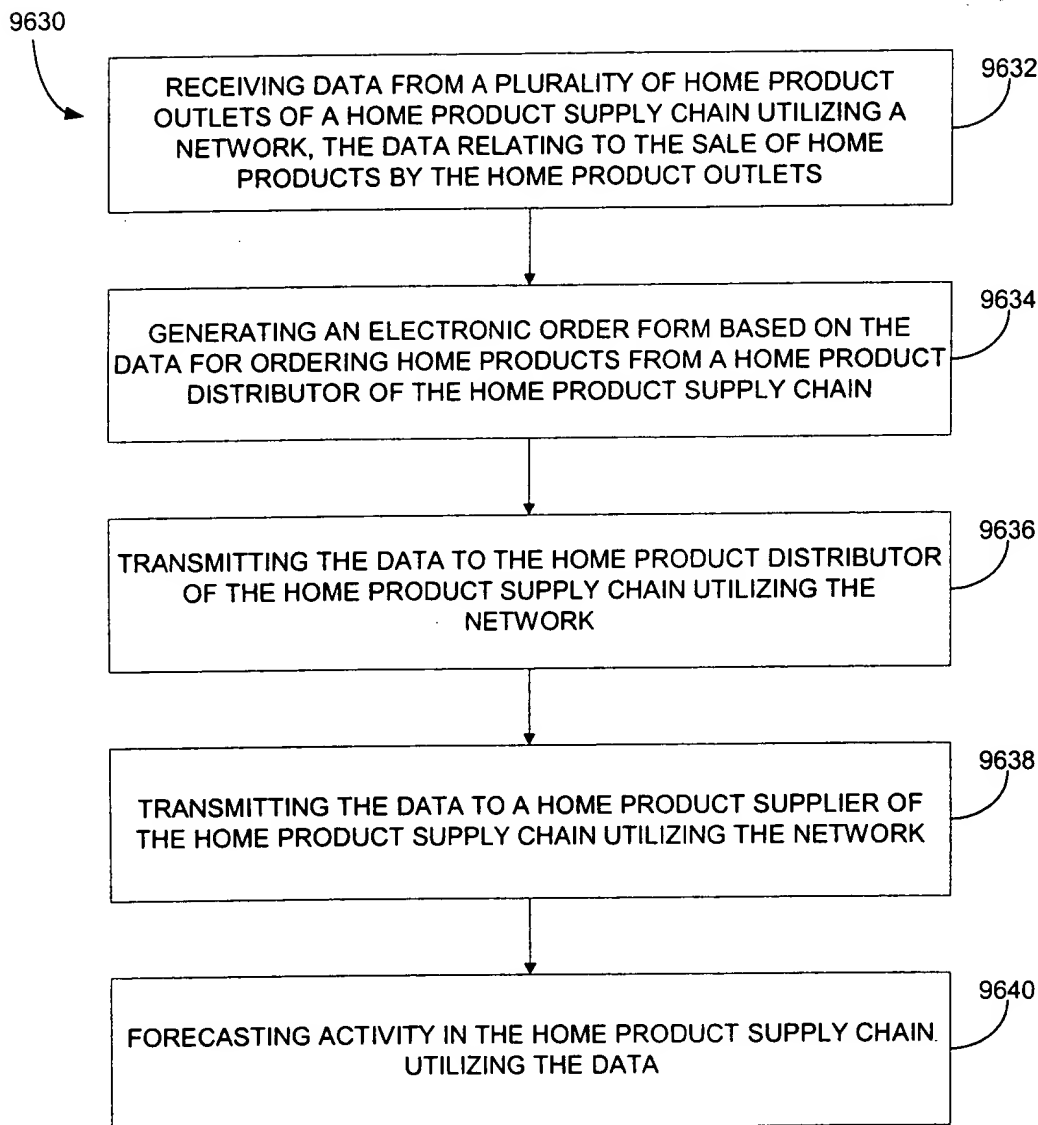 9630
RECEIVING DATA FROM A PLURALITY OF HOME PRODUCT
OUTLETS OF A HOME PRODUCT SUPPLY CHAIN UTILIZING A
NETWORK, THE DATA RELATING TO THE SALE OF HOME
PRODUCTS BY THE HOME PRODUCT OUTLETS
9632
GENERATING AN ELECTRONIC ORDER FORM BASED ON THE
DATA FOR ORDERING HOME PRODUCTS FROM A HOME PRODUCT
DISTRIBUTOR OF THE HOME PRODUCT SUPPLY CHAIN
9634
TRANSMITTING THE DATA TO THE HOME PRODUCT DISTRIBUTOR
OF THE HOME PRODUCT SUPPLY CHAIN UTILIZING THE
NETWORK
9636
TRANSMITTING THE DATA TO A HOME PRODUCT SUPPLIER OF
THE HOME PRODUCT SUPPLY CHAIN UTILIZING THE NETWORK
9638
FORECASTING ACTIVITY IN THE HOME PRODUCT SUPPLY CHAIN
UTILIZING THE DATA
9640